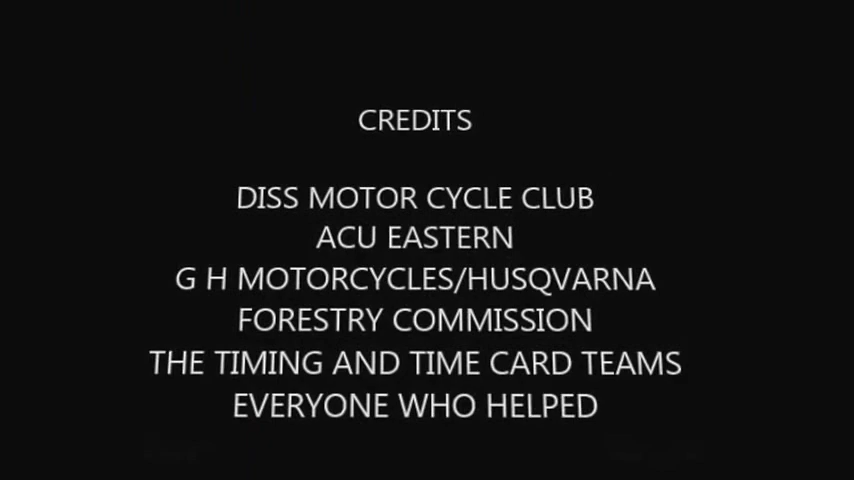 CREDITS
DISS MOTOR CYCLE CLUB
ACU EASTERN
G H MOTORCYCLES/HUSQVARNA
FORESTRY COMMISSION
THE TIMING AND TIME CARD TEAMS
EVERYONE WHO HELPED